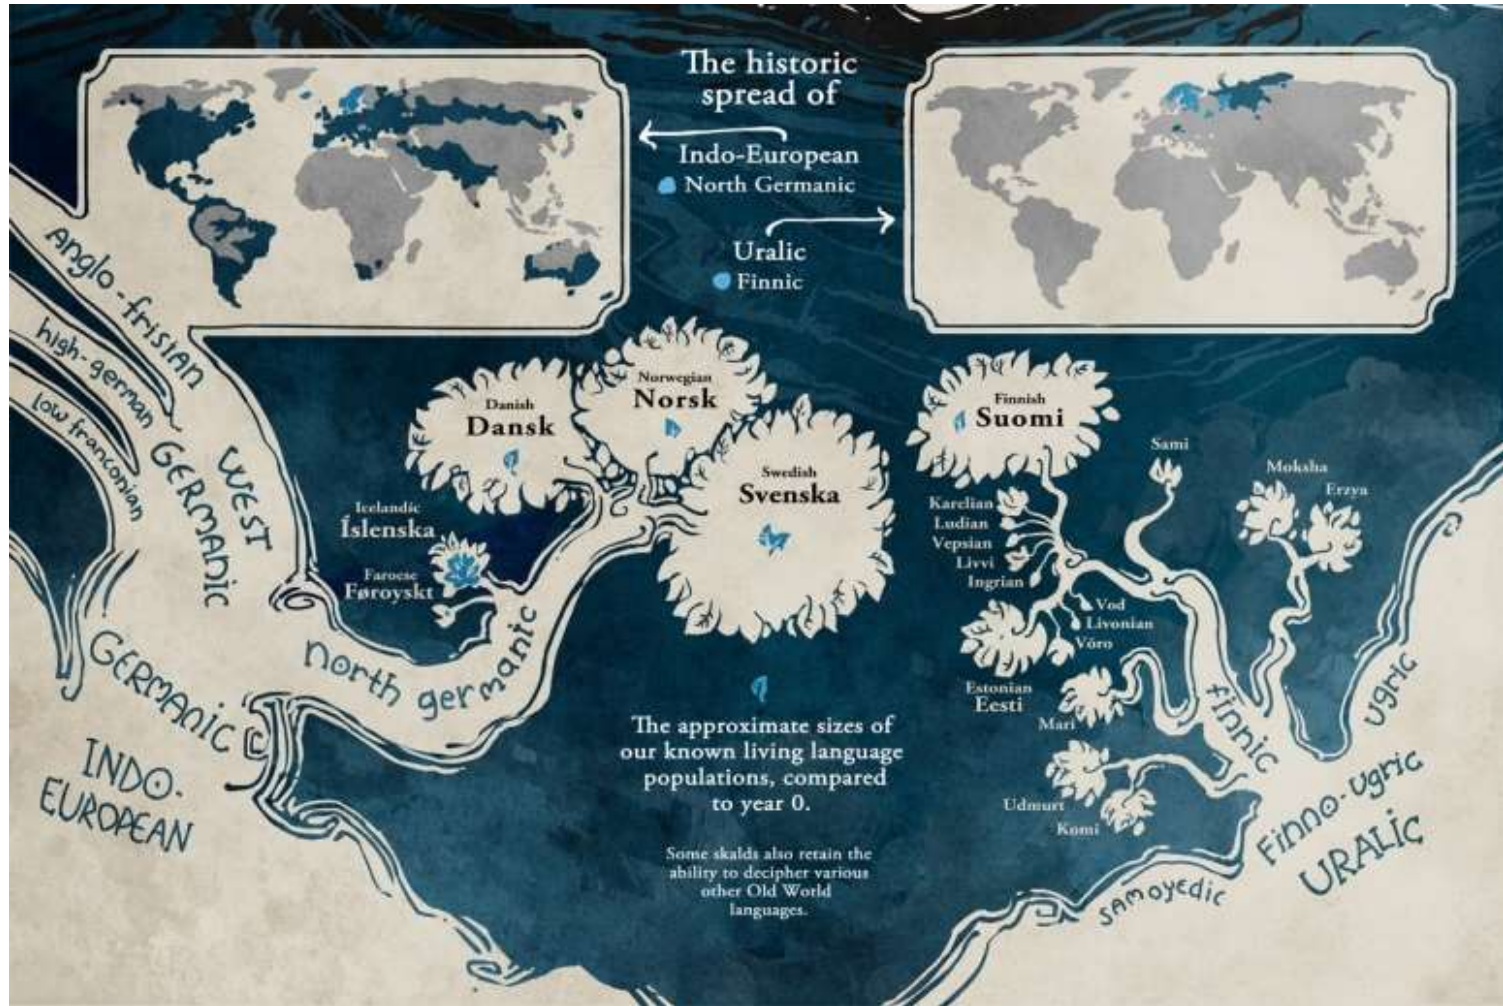 The historic
spread of
Indo-European
North Germanic
Uralic
Finnic
anglo-frisian
high-german
low franconian
WEST
GERMANIC
GERMANIC
INDO-
EUROPEAN
north germanic
Danish
Dansk
Norwegian
Norsk
Swedish
Svenska
Icelandic
Íslenska
Faroese
Føroyskt
Finnish
Suomi
Sami
Moksha
Erzya
Karelian
Ludian
Vepsian
Livvi
Ingrian
Vod
Livonian
Võro
Estonian
Eesti
Mari
Udmurt
Komi
finnic
ugric
Finno-ugric
URALIC
samoyedic
The approximate sizes of
our known living language
populations, compared
to year 0.
Some skalds also retain the
ability to decipher various
other Old World
languages.